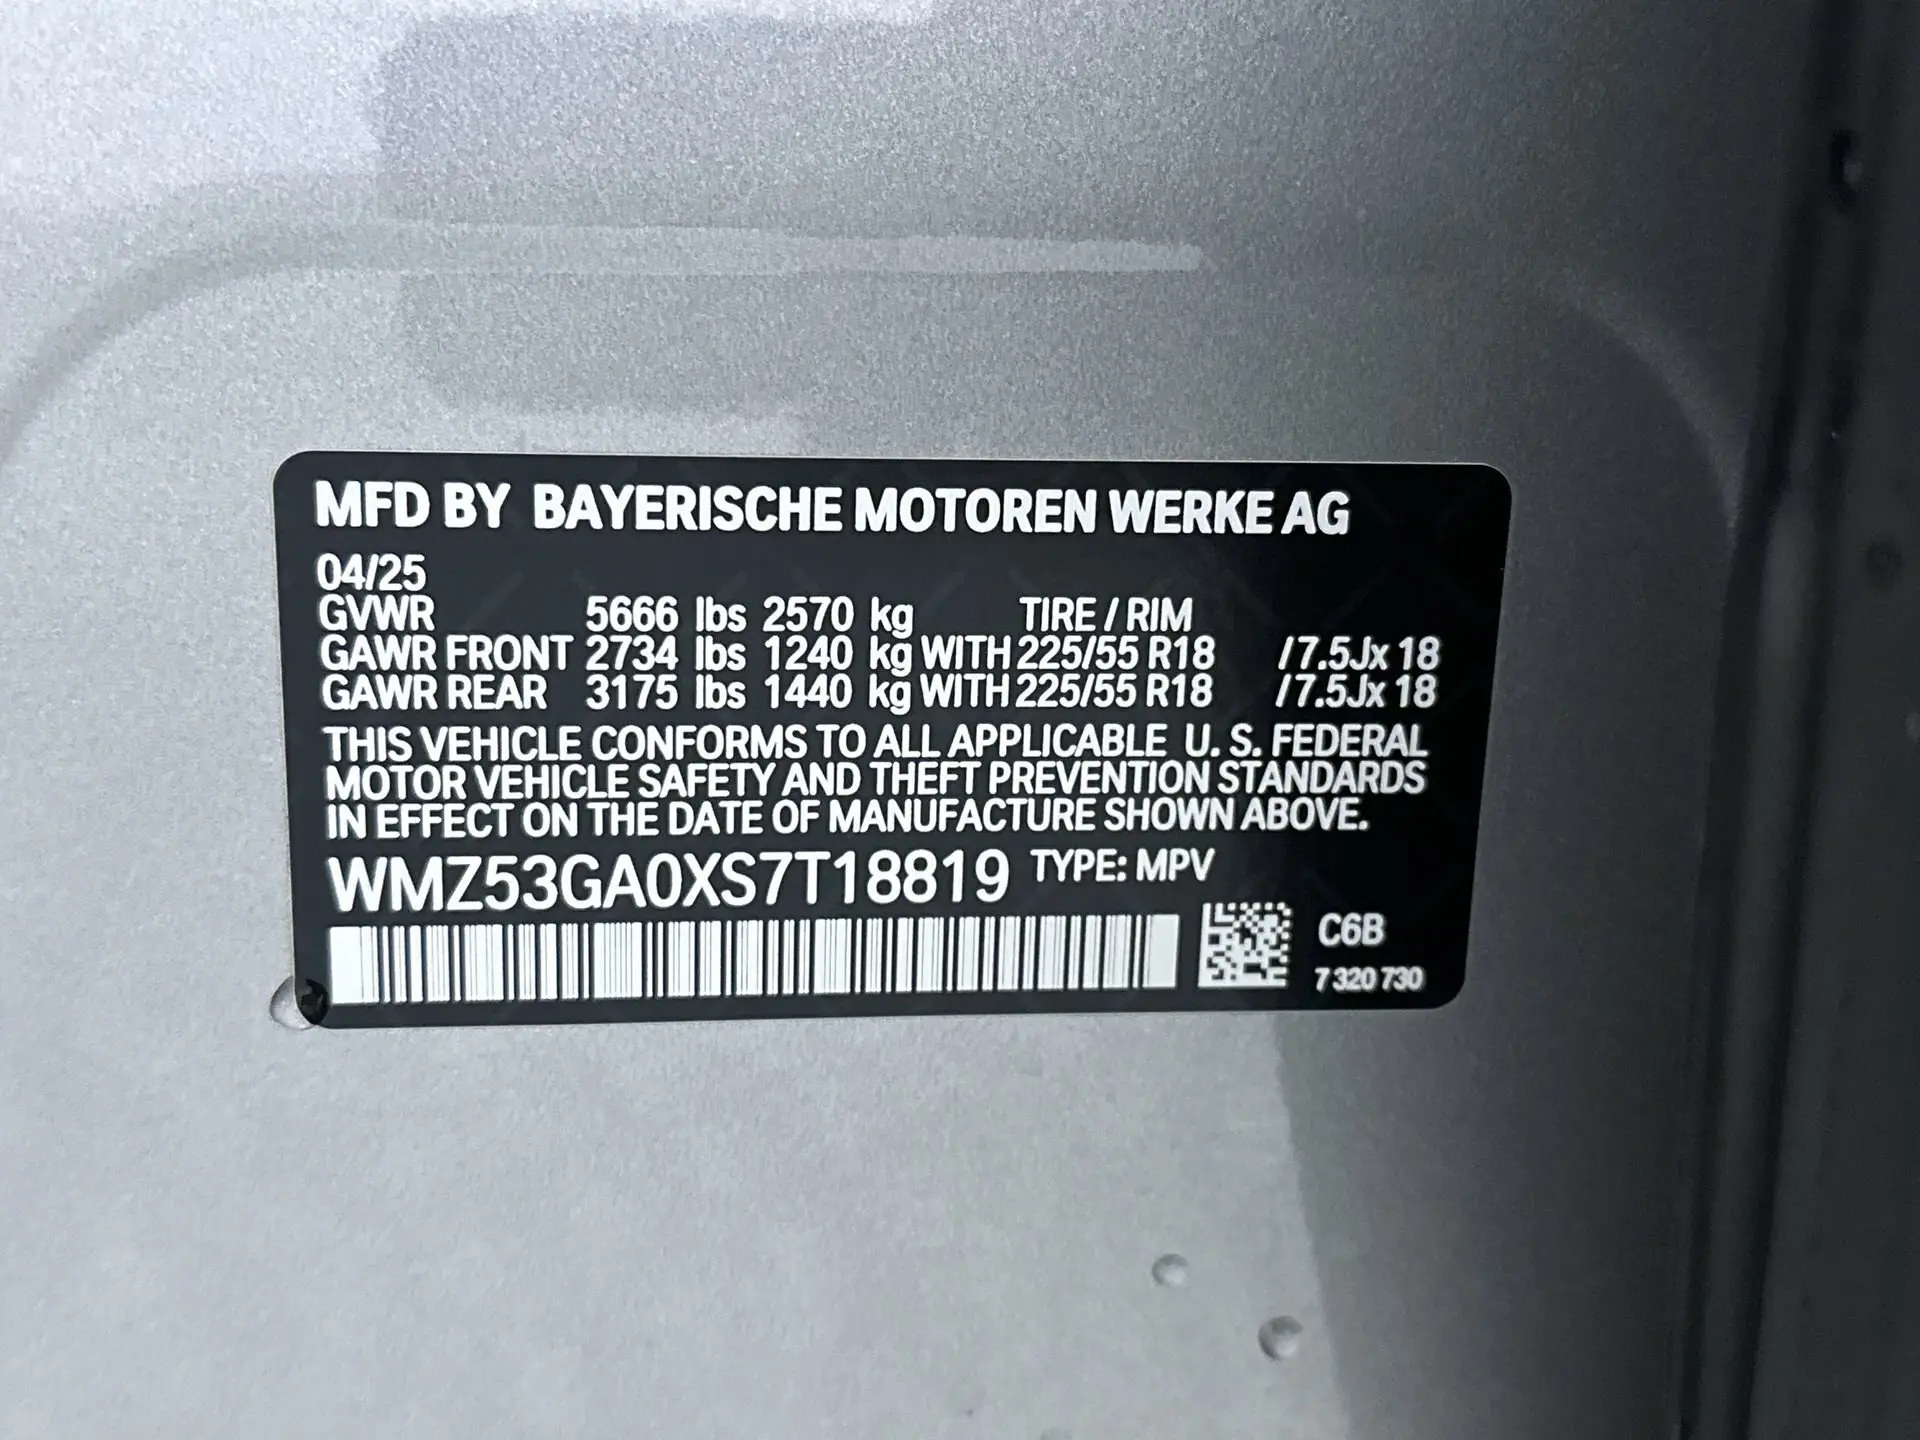 MFD BY BAYERISCHE MOTOREN WERKE AG
04/25
GVWR 5666 lbs 2570 kg TIRE / RIM
GAWR FRONT 2734 lbs 1240 kg WITH 225/55 R18 /7.5Jx 18
GAWR REAR 3175 lbs 1440 kg WITH 225/55 R18 /7.5Jx 18
THIS VEHICLE CONFORMS TO ALL APPLICABLE U. S. FEDERAL
MOTOR VEHICLE SAFETY AND THEFT PREVENTION STANDARDS
IN EFFECT ON THE DATE OF MANUFACTURE SHOWN ABOVE.
WMZ53GA0XS7T18819 TYPE: MPV
C6B
7 320 730